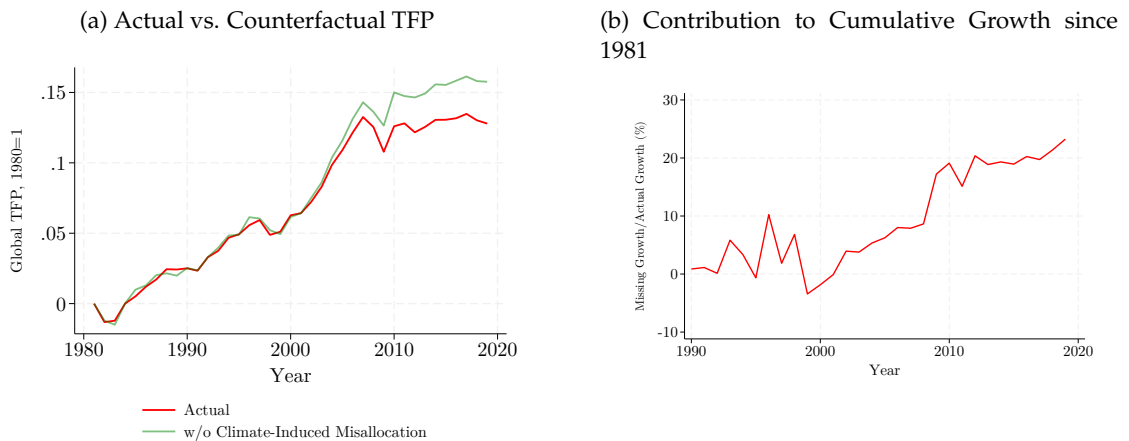 (a) Actual vs. Counterfactual TFP
Global TFP, 1980=1
.15
.1
.05
0
1980
1990
2000
2010
2020
Year
Actual
w/o Climate-Induced Misallocation
(b) Contribution to Cumulative Growth since
1981
Missing Growth/Actual Growth (%)
30
20
10
0
-10
1990
2000
2010
2020
Year